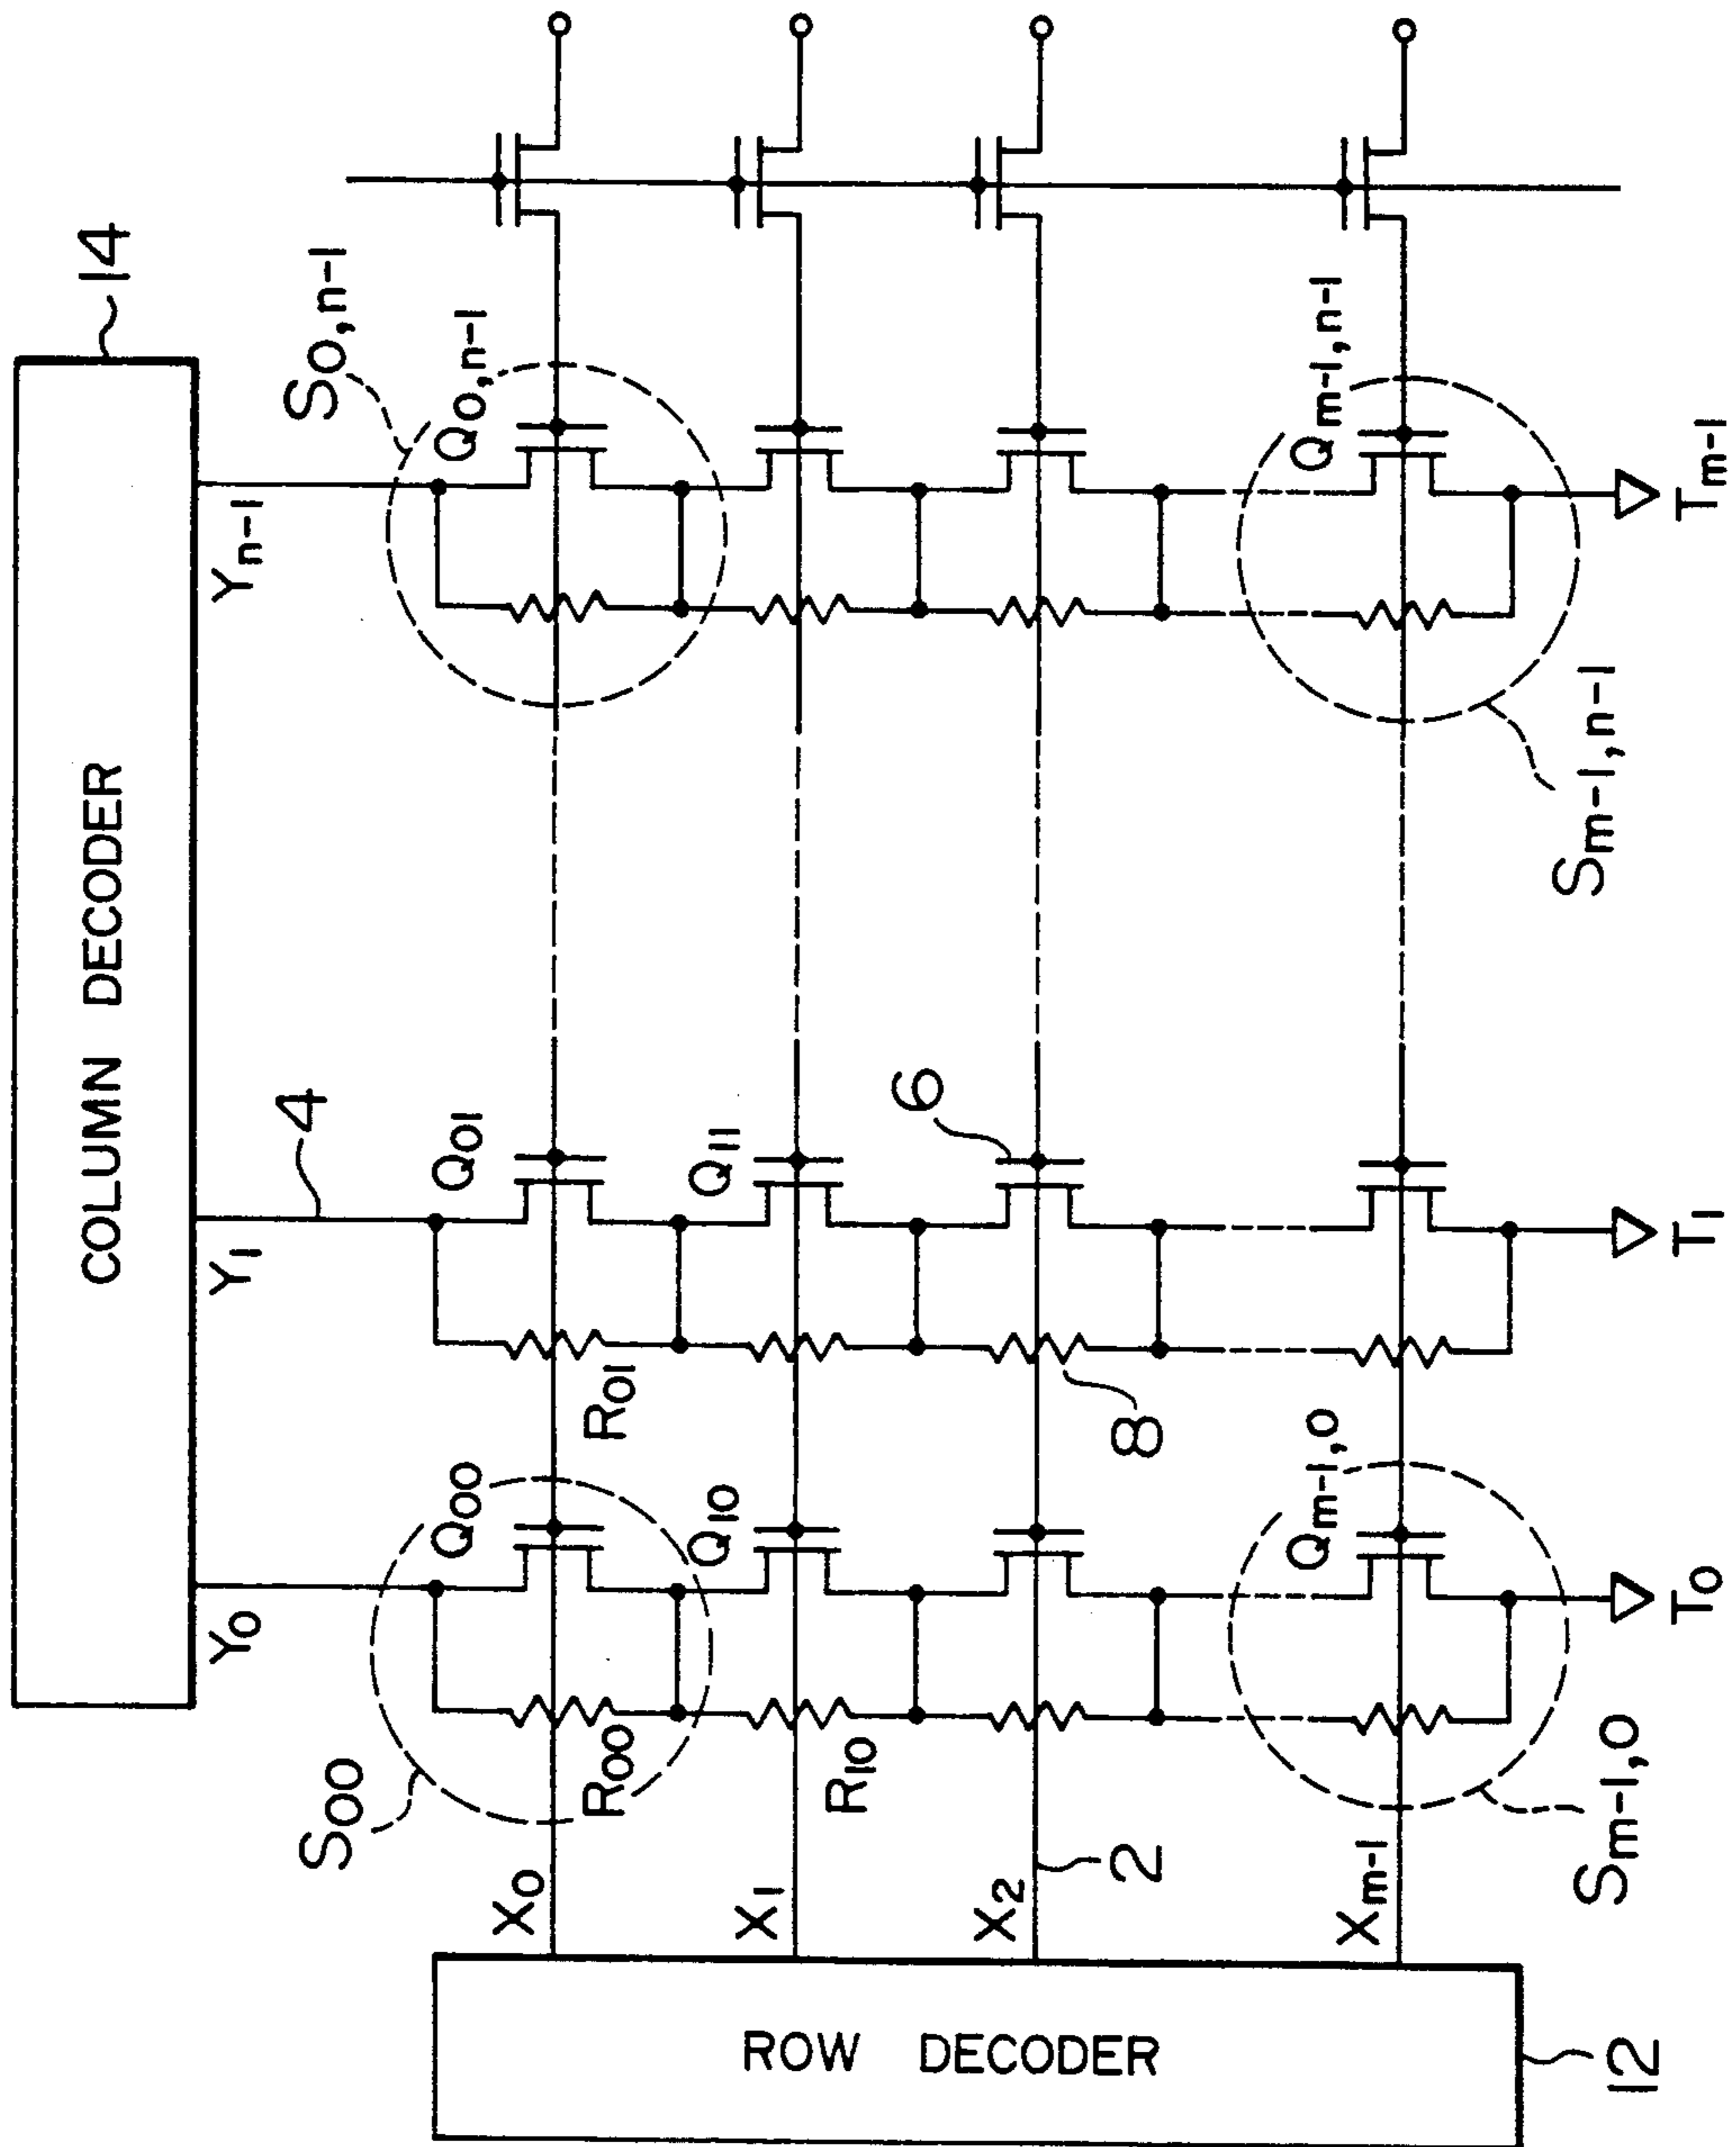 COLUMN DECODER
14
Y0
Y1
4
Yn-1
S00
Q00
Q01
S0,n-1
Q0,n-1
X0
R00
R01
Q10
Q11
X1
R10
6
X2
2
8
Qm-1,0
Qm-1,n-1
Xm-1
Sm-1,0
Sm-1,n-1
T0
T1
Tm-1
ROW DECODER
12